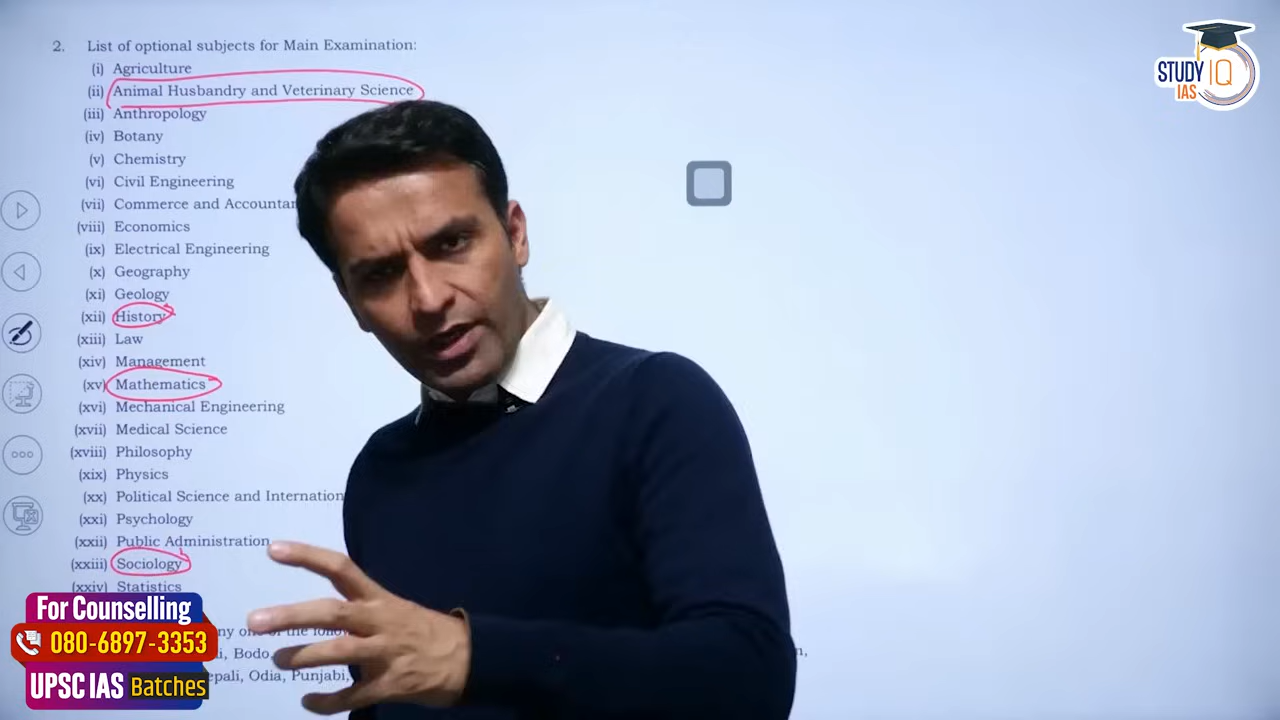 2. List of optional subjects for Main Examination:
(i) Agriculture
(ii) Animal Husbandry and Veterinary Science
(iii) Anthropology
(iv) Botany
(v) Chemistry
(vi) Civil Engineering
(vii) Commerce and
(viii) Economics
(ix) Electrical Engineering
(x) Geography
(xi) Geology
(xii) History
(xiii) Law
(xiv) Management
(xv) Mathematics
(xvi) Mechanical Engineering
(xvii) Medical Science
(xviii) Philosophy
(xix) Physics
(xx) Political Science and
(xxi) Psychology
(xxii) Public Administration
(xxiii) Sociology
(xxiv) Statistics
of the
Bodo,
Odia, Punjabi,
STUDY IQ
IAS
For Counselling
080-6897-3353
UPSC IAS Batches